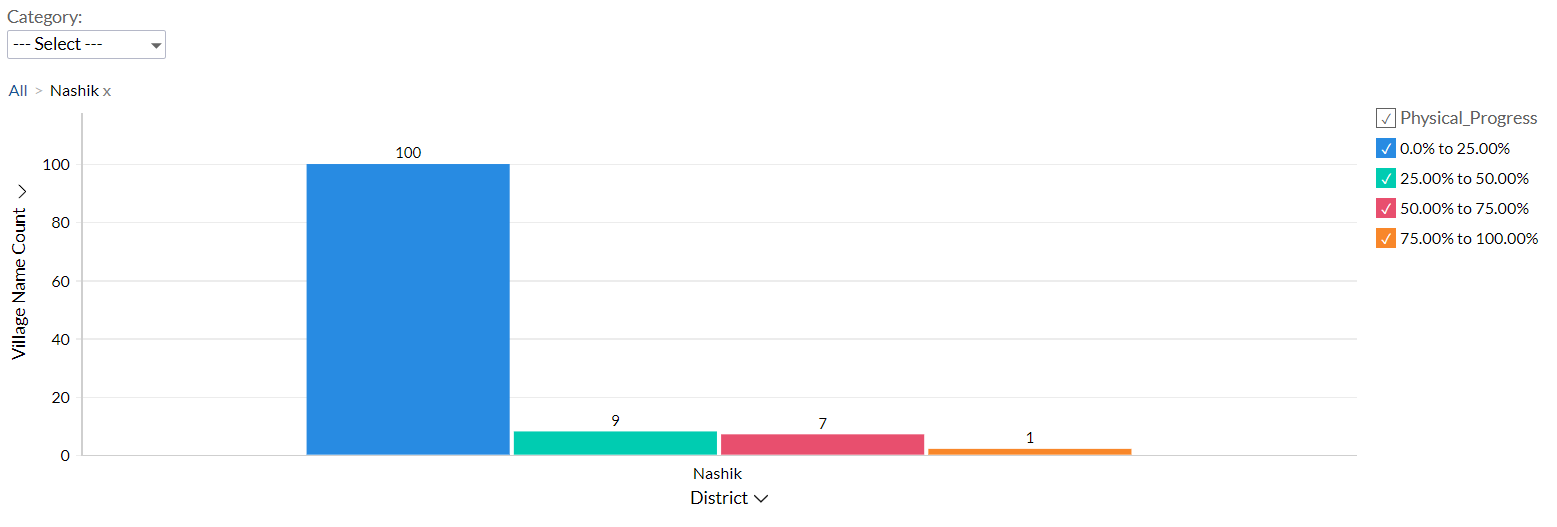 Category:
--- Select ---
All > Nashik x
Physical_Progress
0.0% to 25.00%
25.00% to 50.00%
50.00% to 75.00%
75.00% to 100.00%
Village Name Count
100
80
60
40
20
0
100
9
7
1
Nashik
District